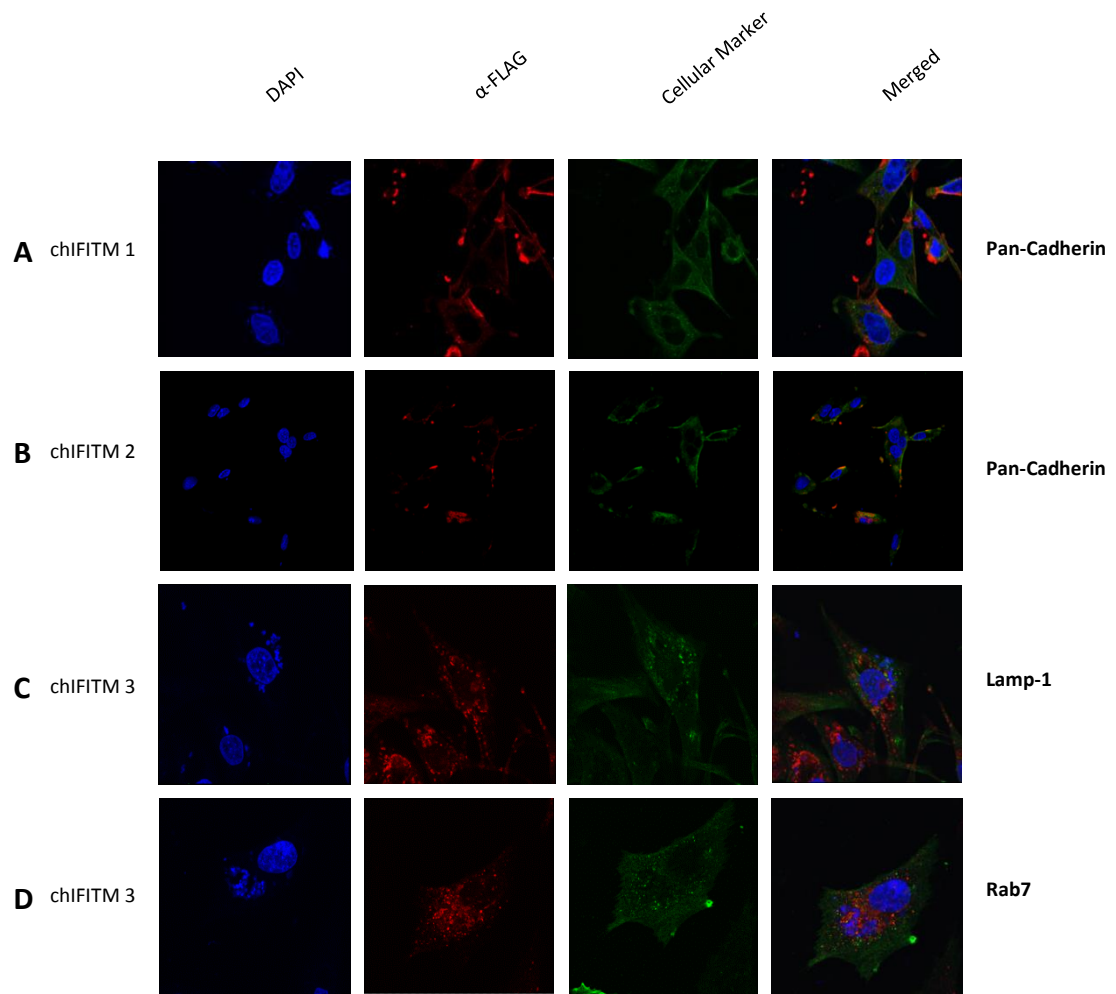 DAPI
α-FLAG
Cellular Marker
Merged
A chIFITM 1 Pan-Cadherin
B chIFITM 2 Pan-Cadherin
C chIFITM 3 Lamp-1
D chIFITM 3 Rab7